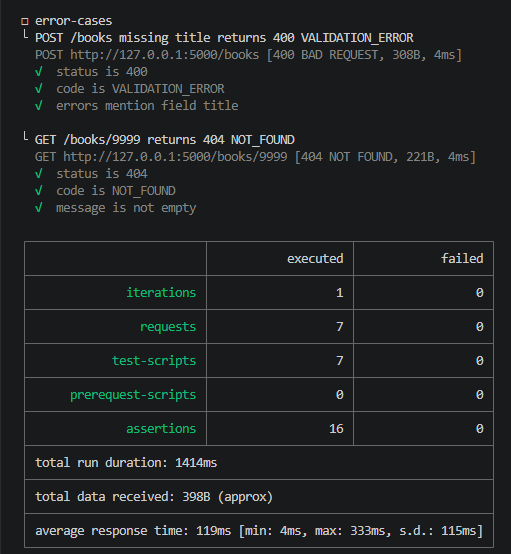 □ error-cases
└ POST /books missing title returns 400 VALIDATION_ERROR
POST http://127.0.0.1:5000/books [400 BAD REQUEST, 308B, 4ms]
√ status is 400
√ code is VALIDATION_ERROR
√ errors mention field title
└ GET /books/9999 returns 404 NOT_FOUND
GET http://127.0.0.1:5000/books/9999 [404 NOT FOUND, 221B, 4ms]
√ status is 404
√ code is NOT_FOUND
√ message is not empty
executed failed
iterations 1 0
requests 7 0
test-scripts 7 0
prerequest-scripts 0 0
assertions 16 0
total run duration: 1414ms
total data received: 398B (approx)
average response time: 119ms [min: 4ms, max: 333ms, s.d.: 115ms]